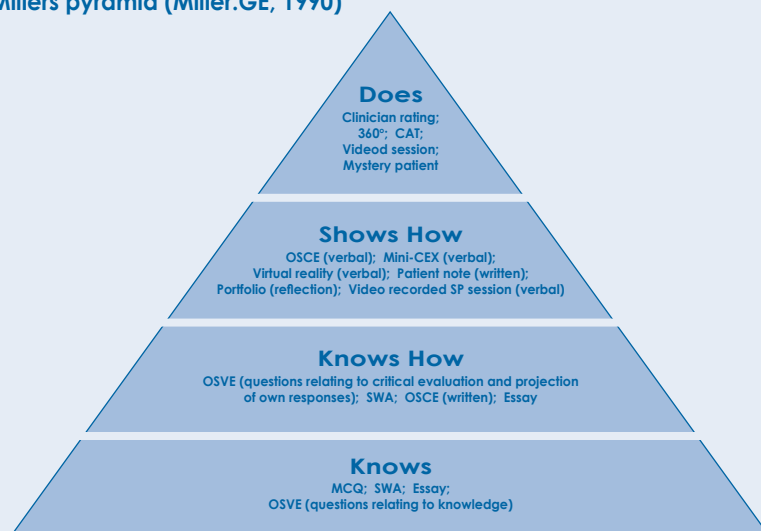 Millers pyramid (Miller.GE, 1990)
Does
Clinician rating;
360°; CAT;
Videod session;
Mystery patient
Shows How
OSCE (verbal); Mini-CEX (verbal);
Virtual reality (verbal); Patient note (written);
Portfolio (reflection); Video recorded SP session (verbal)
Knows How
OSVE (questions relating to critical evaluation and projection
of own responses); SWA; OSCE (written); Essay
Knows
MCQ; SWA; Essay;
OSVE (questions relating to knowledge)